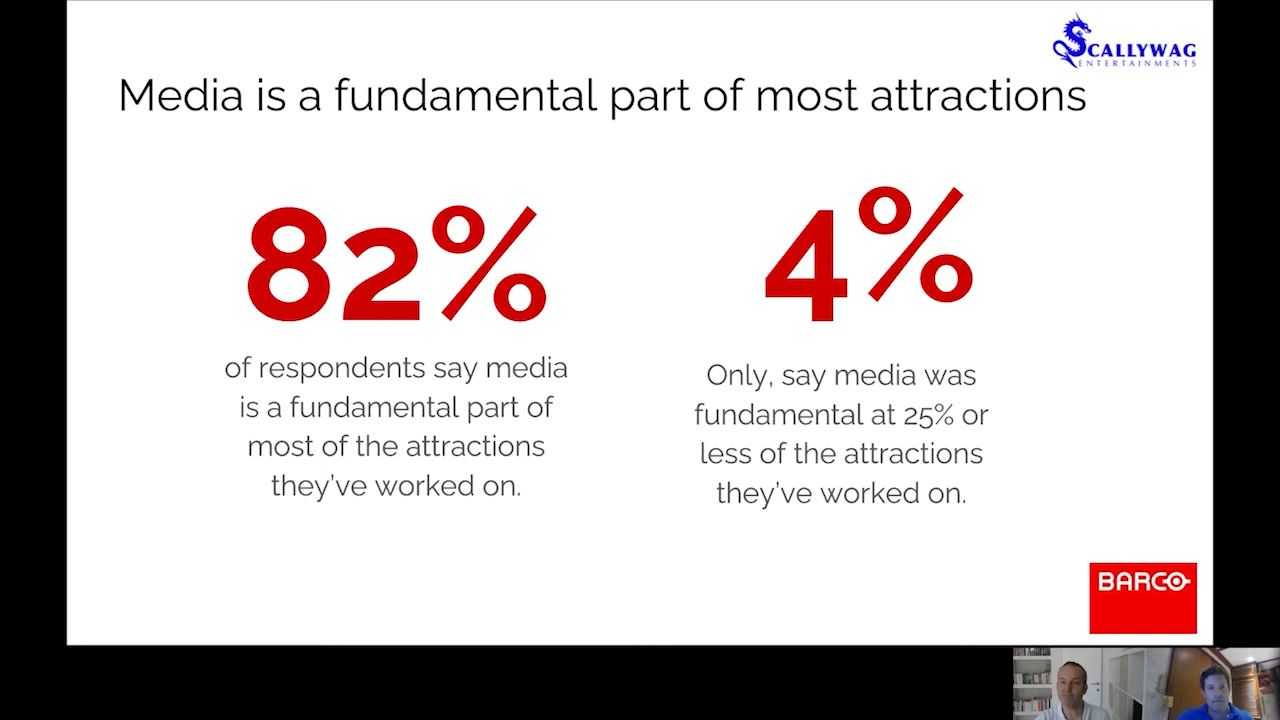 SCALLYWAG
ENTERTAINMENTS
Media is a fundamental part of most attractions
82%
of respondents say media
is a fundamental part of
most of the attractions
they've worked on.
4%
Only, say media was
fundamental at 25% or
less of the attractions
they've worked on.
BARCO